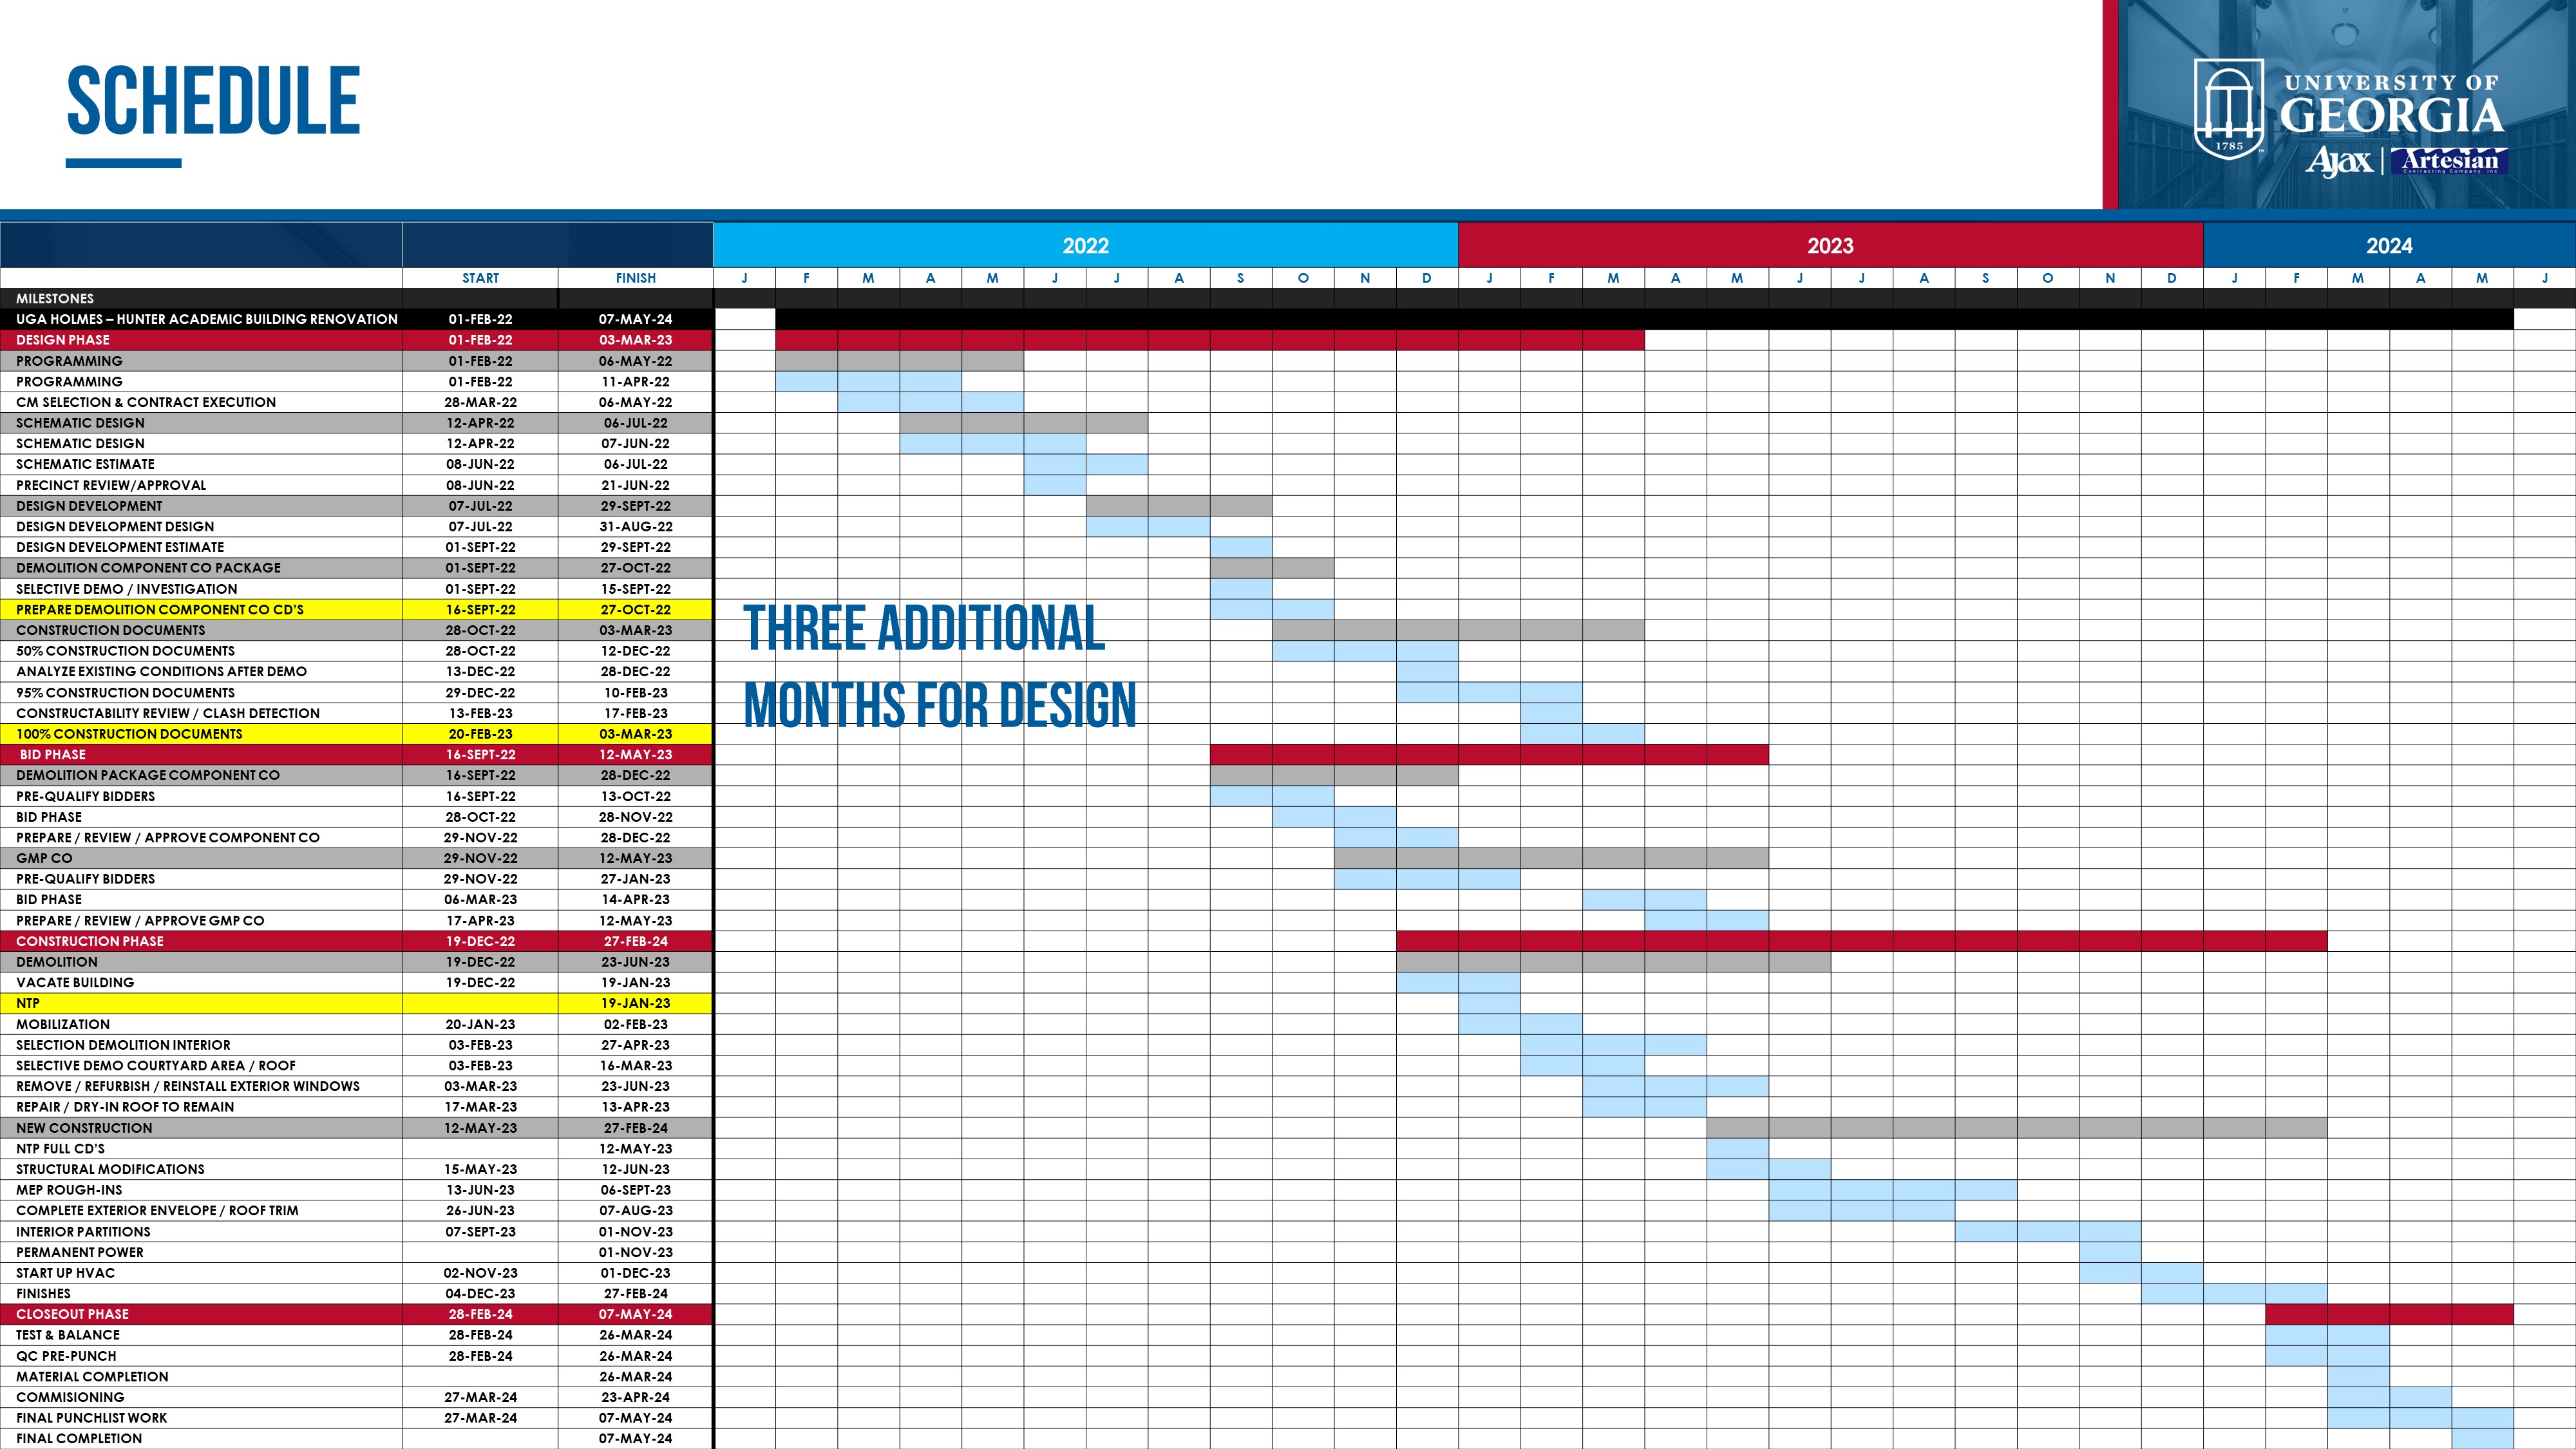 SCHEDULE
UNIVERSITY OF
GEORGIA
1785
Ajax | Artesian
Contracting Company, Inc
2022 2023 2024
START FINISH J F M A M J J A S O N D J F M A M J J A S O N D J F M A M J
MILESTONES
UGA HOLMES – HUNTER ACADEMIC BUILDING RENOVATION 01-FEB-22 07-MAY-24
DESIGN PHASE 01-FEB-22 03-MAR-23
PROGRAMMING 01-FEB-22 06-MAY-22
PROGRAMMING 01-FEB-22 11-APR-22
CM SELECTION & CONTRACT EXECUTION 28-MAR-22 06-MAY-22
SCHEMATIC DESIGN 12-APR-22 06-JUL-22
SCHEMATIC DESIGN 12-APR-22 07-JUN-22
SCHEMATIC ESTIMATE 08-JUN-22 06-JUL-22
PRECINCT REVIEW/APPROVAL 08-JUN-22 21-JUN-22
DESIGN DEVELOPMENT 07-JUL-22 29-SEPT-22
DESIGN DEVELOPMENT DESIGN 07-JUL-22 31-AUG-22
DESIGN DEVELOPMENT ESTIMATE 01-SEPT-22 29-SEPT-22
DEMOLITION COMPONENT CO PACKAGE 01-SEPT-22 27-OCT-22
SELECTIVE DEMO / INVESTIGATION 01-SEPT-22 15-SEPT-22
PREPARE DEMOLITION COMPONENT CO CD'S 16-SEPT-22 27-OCT-22
CONSTRUCTION DOCUMENTS 28-OCT-22 03-MAR-23
50% CONSTRUCTION DOCUMENTS 28-OCT-22 12-DEC-22
ANALYZE EXISTING CONDITIONS AFTER DEMO 13-DEC-22 28-DEC-22
95% CONSTRUCTION DOCUMENTS 29-DEC-22 10-FEB-23
CONSTRUCTABILITY REVIEW / CLASH DETECTION 13-FEB-23 17-FEB-23
100% CONSTRUCTION DOCUMENTS 20-FEB-23 03-MAR-23
THREE ADDITIONAL
MONTHS FOR DESIGN
BID PHASE 16-SEPT-22 12-MAY-23
DEMOLITION PACKAGE COMPONENT CO 16-SEPT-22 28-DEC-22
PRE-QUALIFY BIDDERS 16-SEPT-22 13-OCT-22
BID PHASE 28-OCT-22 28-NOV-22
PREPARE / REVIEW / APPROVE COMPONENT CO 29-NOV-22 28-DEC-22
GMP CO 29-NOV-22 12-MAY-23
PRE-QUALIFY BIDDERS 29-NOV-22 27-JAN-23
BID PHASE 06-MAR-23 14-APR-23
PREPARE / REVIEW / APPROVE GMP CO 17-APR-23 12-MAY-23
CONSTRUCTION PHASE 19-DEC-22 27-FEB-24
DEMOLITION 19-DEC-22 23-JUN-23
VACATE BUILDING 19-DEC-22 19-JAN-23
NTP 19-JAN-23
MOBILIZATION 20-JAN-23 02-FEB-23
SELECTION DEMOLITION INTERIOR 03-FEB-23 27-APR-23
SELECTIVE DEMO COURTYARD AREA / ROOF 03-FEB-23 16-MAR-23
REMOVE / REFURBISH / REINSTALL EXTERIOR WINDOWS 03-MAR-23 23-JUN-23
REPAIR / DRY-IN ROOF TO REMAIN 17-MAR-23 13-APR-23
NEW CONSTRUCTION 12-MAY-23 27-FEB-24
NTP FULL CD'S 12-MAY-23
STRUCTURAL MODIFICATIONS 15-MAY-23 12-JUN-23
MEP ROUGH-INS 13-JUN-23 06-SEPT-23
COMPLETE EXTERIOR ENVELOPE / ROOF TRIM 26-JUN-23 07-AUG-23
INTERIOR PARTITIONS 07-SEPT-23 01-NOV-23
PERMANENT POWER 01-NOV-23
START UP HVAC 02-NOV-23 01-DEC-23
FINISHES 04-DEC-23 27-FEB-24
CLOSEOUT PHASE 28-FEB-24 07-MAY-24
TEST & BALANCE 28-FEB-24 26-MAR-24
QC PRE-PUNCH 28-FEB-24 26-MAR-24
MATERIAL COMPLETION 26-MAR-24
COMMISIONING 27-MAR-24 23-APR-24
FINAL PUNCHLIST WORK 27-MAR-24 07-MAY-24
FINAL COMPLETION 07-MAY-24